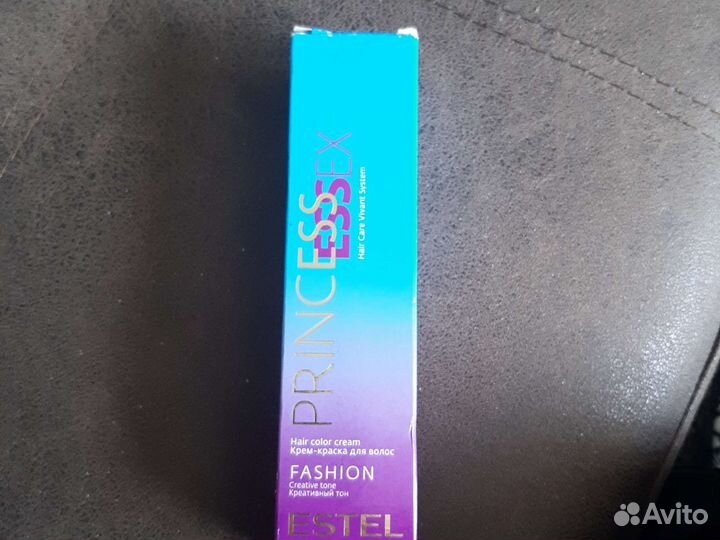 PRINCESS
ESSEX
Hair Care Vivant System
Hair color cream
Крем-краска для волос
FASHION
Creative tone
Креативный тон
ESTEL
Avito